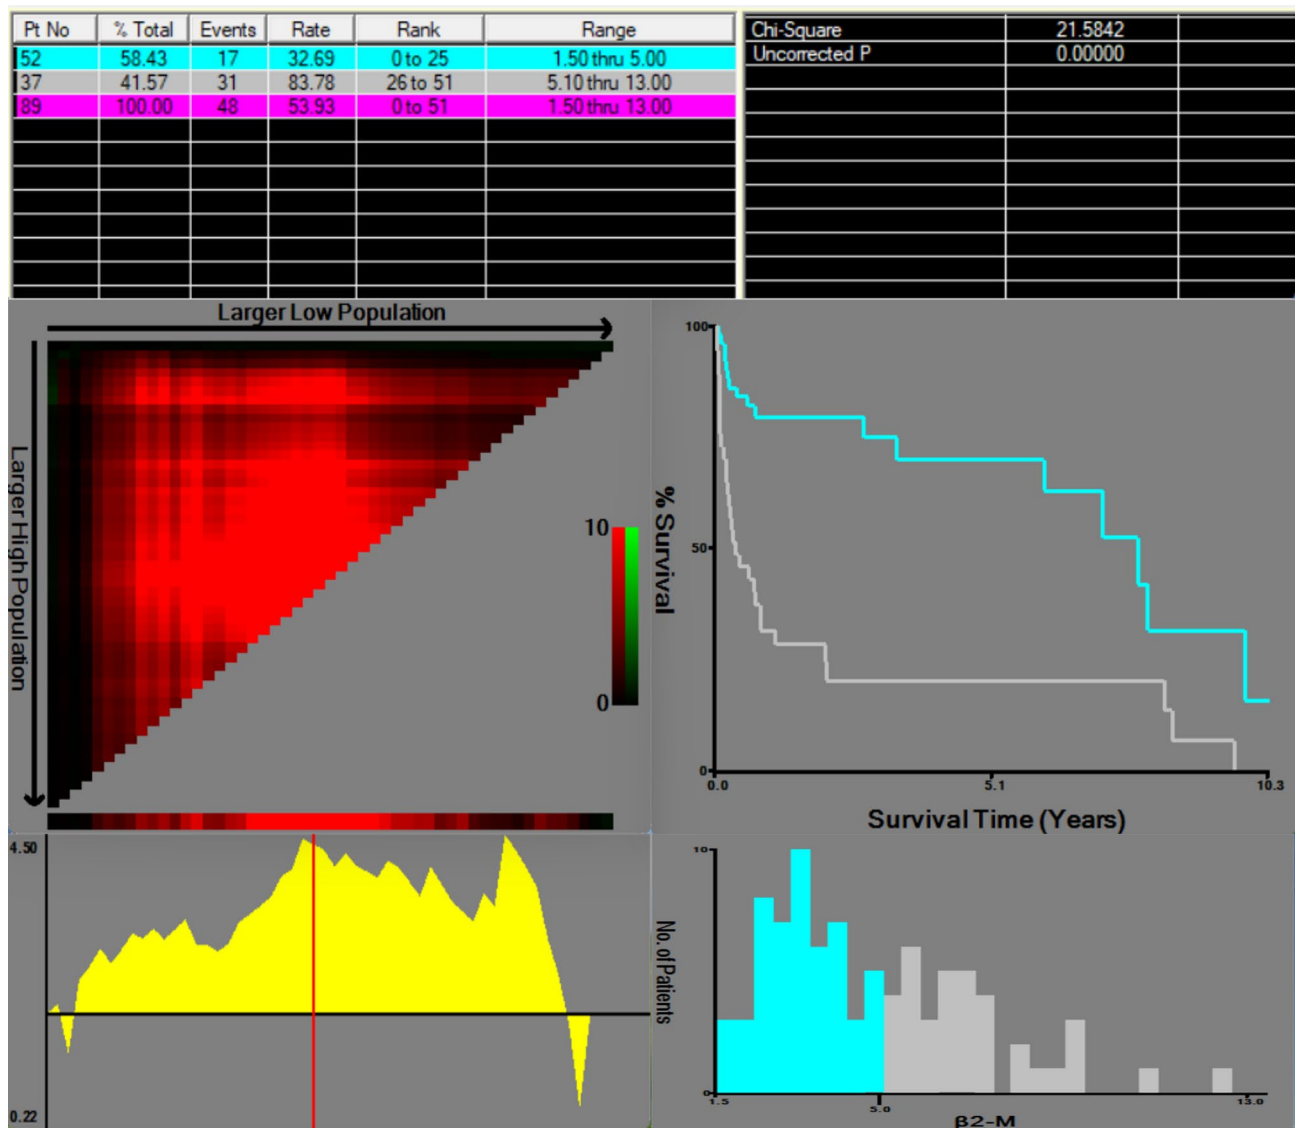 Pt No % Total Events Rate Rank Range
52 58.43 17 32.69 0 to 25 1.50 thru 5.00
37 41.57 31 83.78 26 to 51 5.10 thru 13.00
89 100.00 48 53.93 0 to 51 1.50 thru 13.00
Chi-Square 21.5842
Uncorrected P 0.00000
Larger Low Population
Larger High Population
10
0
100
50
0
% Survival
0.0 5.1 10.3
Survival Time (Years)
4.50
0.22
No. of Patients
10
0
1.5 5.0 13.0
β2-M